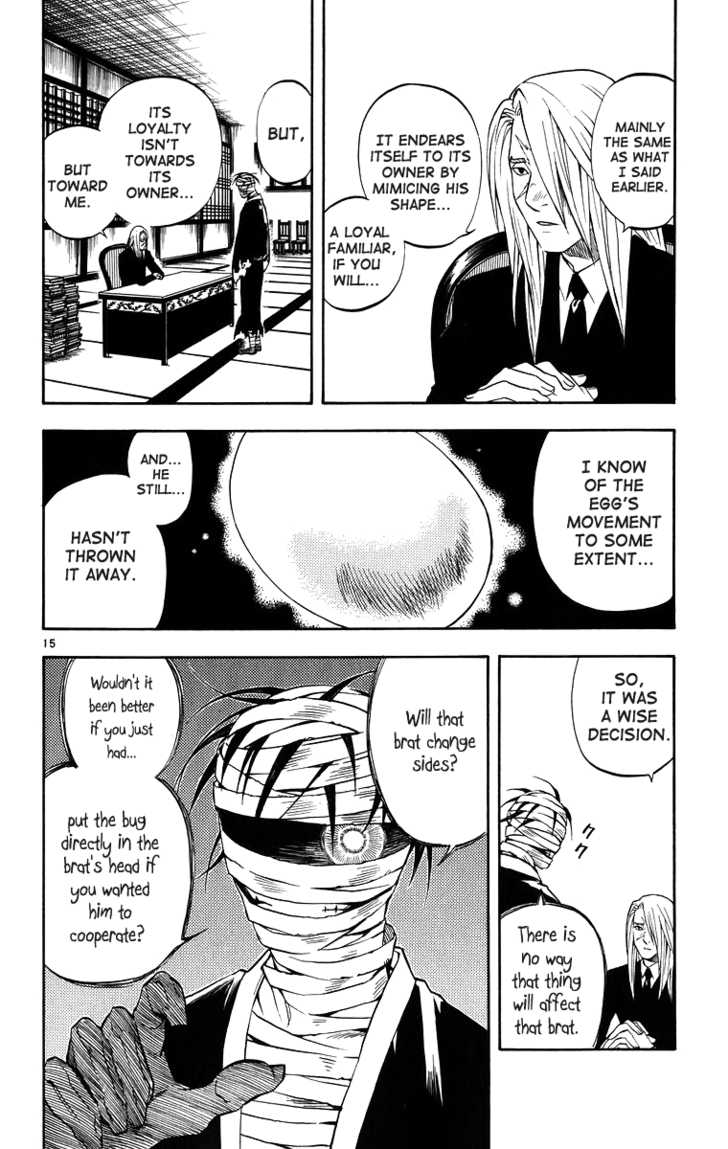 MAINLY
THE SAME
AS WHAT
I SAID
EARLIER.
IT ENDEARS
ITSELF TO ITS
OWNER BY
MIMICING HIS
SHAPE...
A LOYAL
FAMILIAR,
IF YOU
WILL...
BUT,
ITS
LOYALTY
ISN'T
TOWARDS
ITS
OWNER...
BUT
TOWARD
ME.
I KNOW
OF THE
EGG'S
MOVEMENT
TO SOME
EXTENT...
AND...
HE
STILL...
HASN'T
THROWN
IT AWAY.
15
SO,
IT WAS
A WISE
DECISION.
クク
There is
no way
that thing
will affect
that brat.
Will that
brat change
sides?
Wouldn't it
been better
if you just
had...
put the bug
directly in the
brat's head if
you wanted
him to
cooperate?